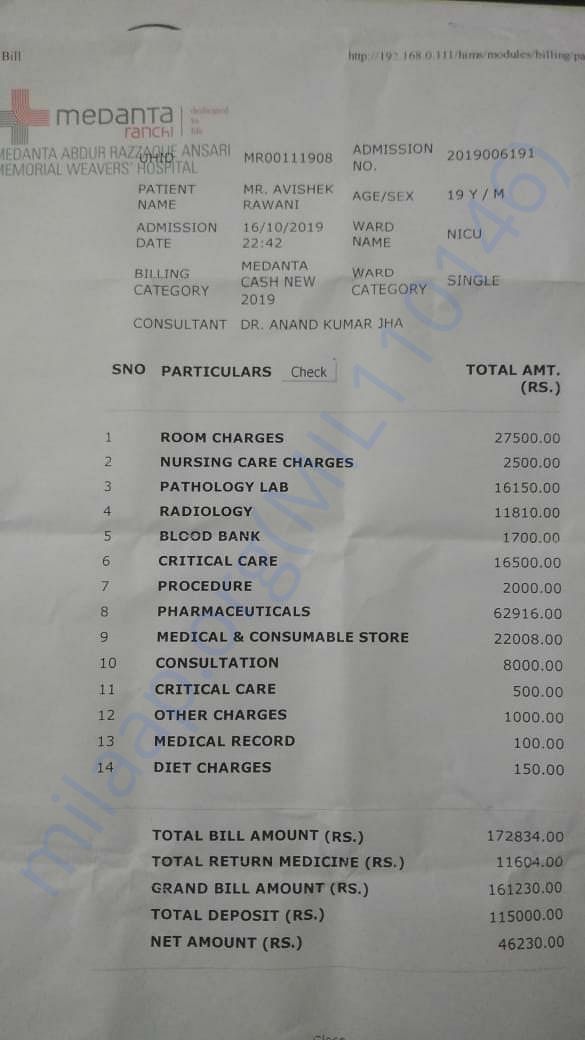 Bill
http://192.168.0.111/hims/modules/billing/pa
medanta
ranchi
dedicated
to
life
MEDANTA ABDUR RAZZAQUE ANSARI
MEMORIAL WEAVERS' HOSPITAL
UHID MR00111908 ADMISSION NO. 2019006191
PATIENT NAME MR. AVISHEK RAWANI AGE/SEX 19 Y / M
ADMISSION DATE 16/10/2019 22:42 WARD NAME NICU
BILLING CATEGORY MEDANTA CASH NEW 2019 WARD CATEGORY SINGLE
CONSULTANT DR. ANAND KUMAR JHA
SNO PARTICULARS Check TOTAL AMT. (RS.)
1 ROOM CHARGES 27500.00
2 NURSING CARE CHARGES 2500.00
3 PATHOLOGY LAB 16150.00
4 RADIOLOGY 11810.00
5 BLOOD BANK 1700.00
6 CRITICAL CARE 16500.00
7 PROCEDURE 2000.00
8 PHARMACEUTICALS 62916.00
9 MEDICAL & CONSUMABLE STORE 22008.00
10 CONSULTATION 8000.00
11 CRITICAL CARE 500.00
12 OTHER CHARGES 1000.00
13 MEDICAL RECORD 100.00
14 DIET CHARGES 150.00
TOTAL BILL AMOUNT (RS.) 172834.00
TOTAL RETURN MEDICINE (RS.) 11604.00
GRAND BILL AMOUNT (RS.) 161230.00
TOTAL DEPOSIT (RS.) 115000.00
NET AMOUNT (RS.) 46230.00
Close
milaap.org(MIL110146)